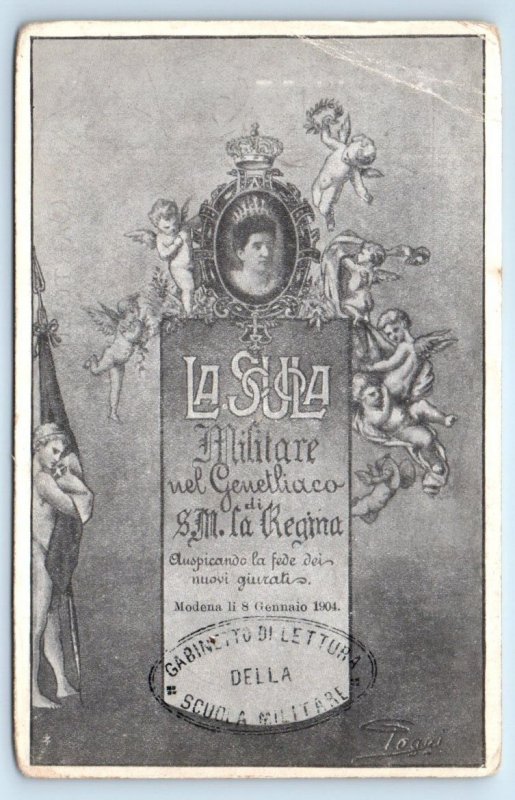 LA SCUOLA
Militare
nel Genetliaco
di
S.M. la Regina
Auspicando la fede dei
nuovi giurati.
Modena li 8 Gennaio 1904.
GABINETTO DI LETTURA
DELLA
SCUOLA MILITARE